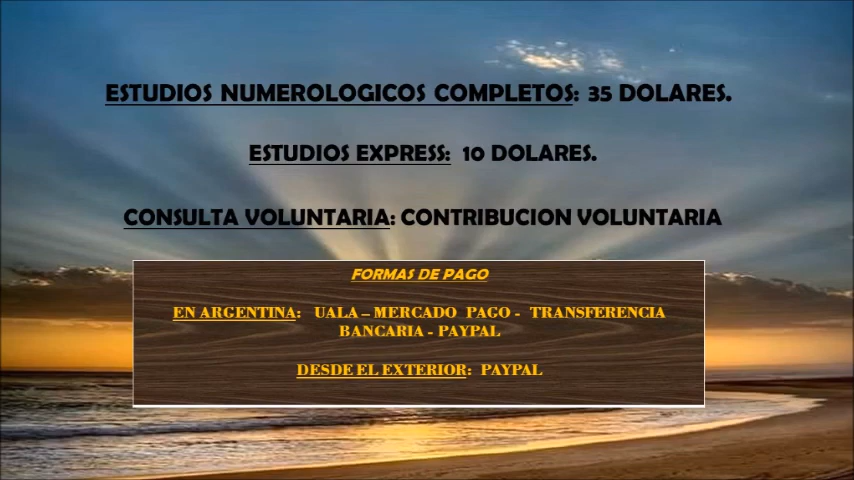 ESTUDIOS NUMEROLOGICOS COMPLETOS: 35 DOLARES.
ESTUDIOS EXPRESS: 10 DOLARES.
CONSULTA VOLUNTARIA: CONTRIBUCION VOLUNTARIA
FORMAS DE PAGO
EN ARGENTINA: UALA – MERCADO PAGO - TRANSFERENCIA
BANCARIA - PAYPAL
DESDE EL EXTERIOR: PAYPAL